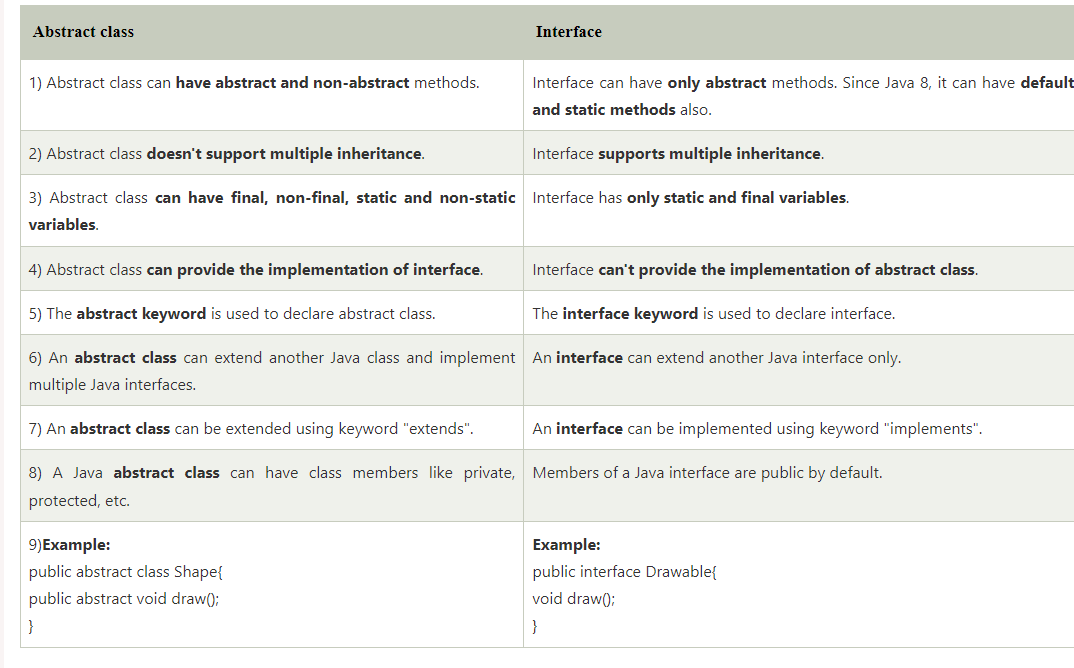 Abstract class Interface
1) Abstract class can have abstract and non-abstract methods. Interface can have only abstract methods. Since Java 8, it can have default
and static methods also.
2) Abstract class doesn't support multiple inheritance. Interface supports multiple inheritance.
3) Abstract class can have final, non-final, static and non-static Interface has only static and final variables.
variables.
4) Abstract class can provide the implementation of interface. Interface can't provide the implementation of abstract class.
5) The abstract keyword is used to declare abstract class. The interface keyword is used to declare interface.
6) An abstract class can extend another Java class and implement An interface can extend another Java interface only.
multiple Java interfaces.
7) An abstract class can be extended using keyword "extends". An interface can be implemented using keyword "implements".
8) A Java abstract class can have class members like private, Members of a Java interface are public by default.
protected, etc.
9)Example: Example:
public abstract class Shape{ public interface Drawable{
public abstract void draw(); void draw();
} }